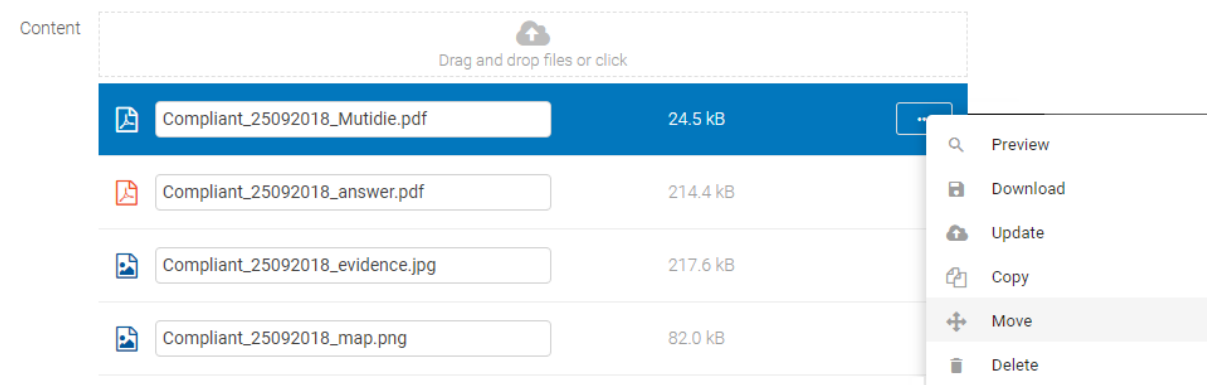 Content
Drag and drop files or click
Compliant_25092018_Mutidie.pdf 24.5 kB
Compliant_25092018_answer.pdf 214.4 kB
Compliant_25092018_evidence.jpg 217.6 kB
Compliant_25092018_map.png 82.0 kB
Preview
Download
Update
Copy
Move
Delete